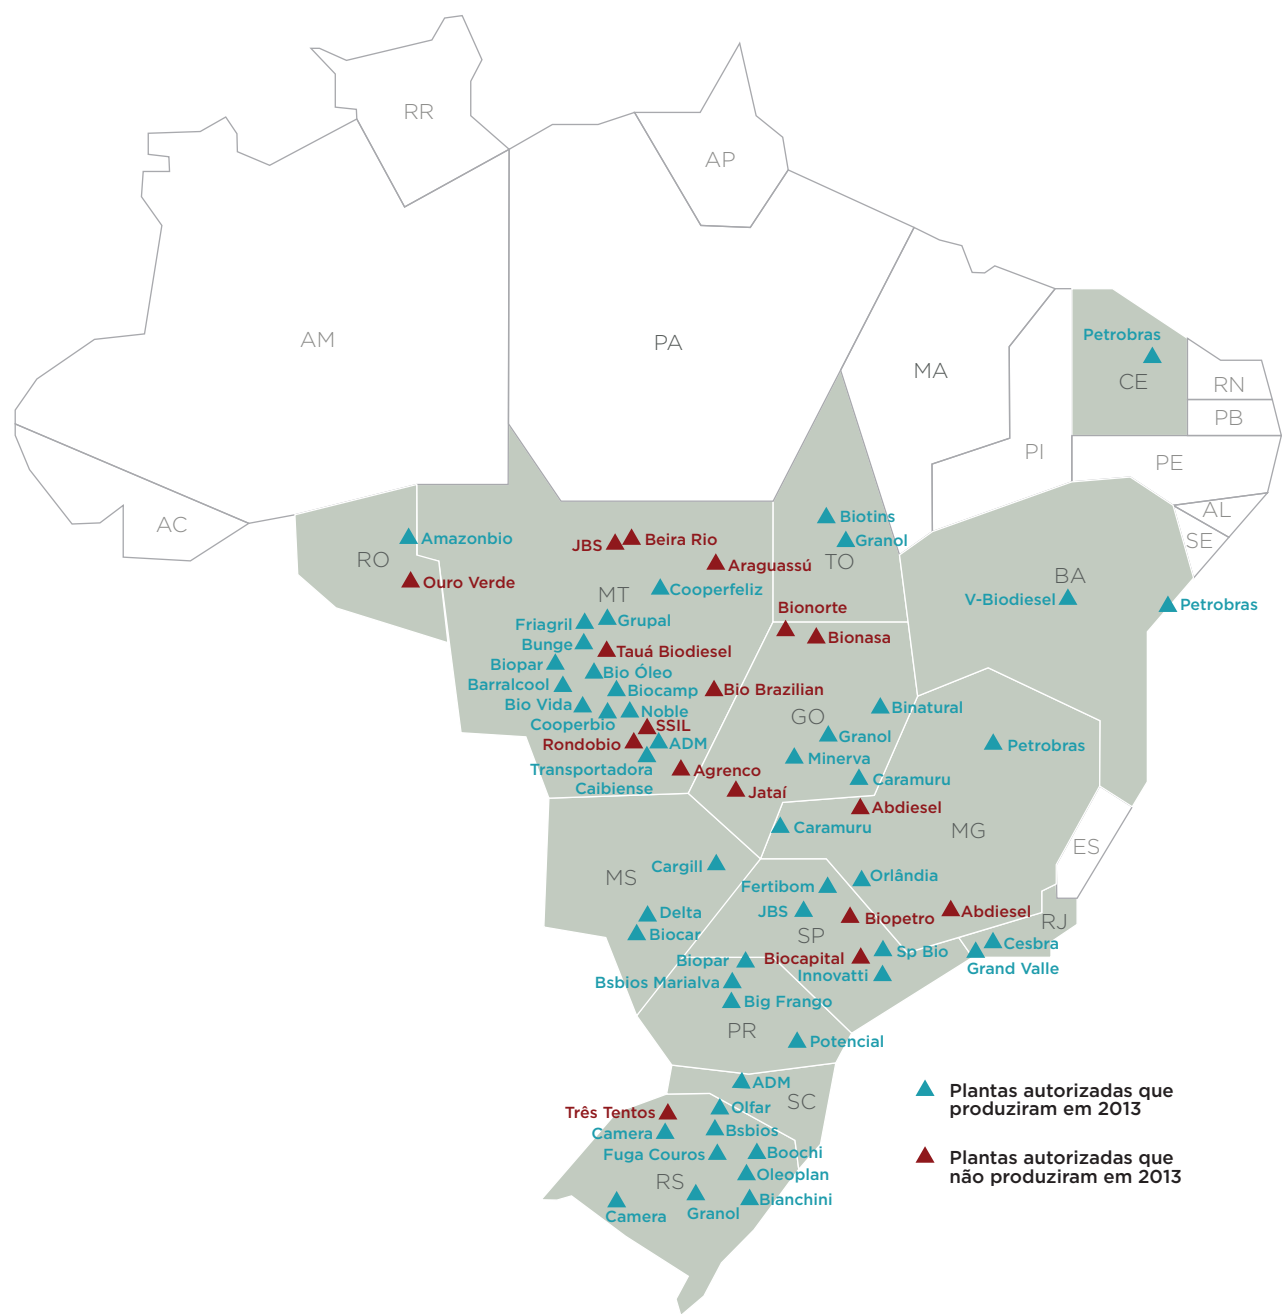 RR
AP
AM
PA
MA
Petrobras
CE
RN
PB
PI
PE
AL
SE
AC
RO
Amazonbio
Ouro Verde
JBS
Beira Rio
Araguassú
MT
Cooperfeliz
Biotins
Granol
TO
BA
V-Biodiesel
Petrobras
Bionorte
Bionasa
Friagril
Grupal
Bunge
Tauá Biodiesel
Biopar
Bio Óleo
Barralcool
Biocamp
Bio Brazilian
Bio Vida
Noble
Cooperbio
SSIL
Rondobio
ADM
Transportadora
Caibiense
Agrenco
Jataí
GO
Binatural
Granol
Minerva
Caramuru
Petrobras
Abdiesel
Caramuru
MG
ES
MS
Cargill
Fertibom
Orlândia
Delta
JBS
Biopetro
Abdiesel
Biocar
SP
RJ
Biopar
Biocapital
Sp Bio
Cesbra
Bsbios Marialva
Innovatti
Grand Valle
Big Frango
PR
Potencial
ADM
SC
Três Tentos
Olfar
Camera
Bsbios
Fuga Couros
Boochi
RS
Oleoplan
Camera
Granol
Bianchini
Plantas autorizadas que
produziram em 2013
Plantas autorizadas que
não produziram em 2013